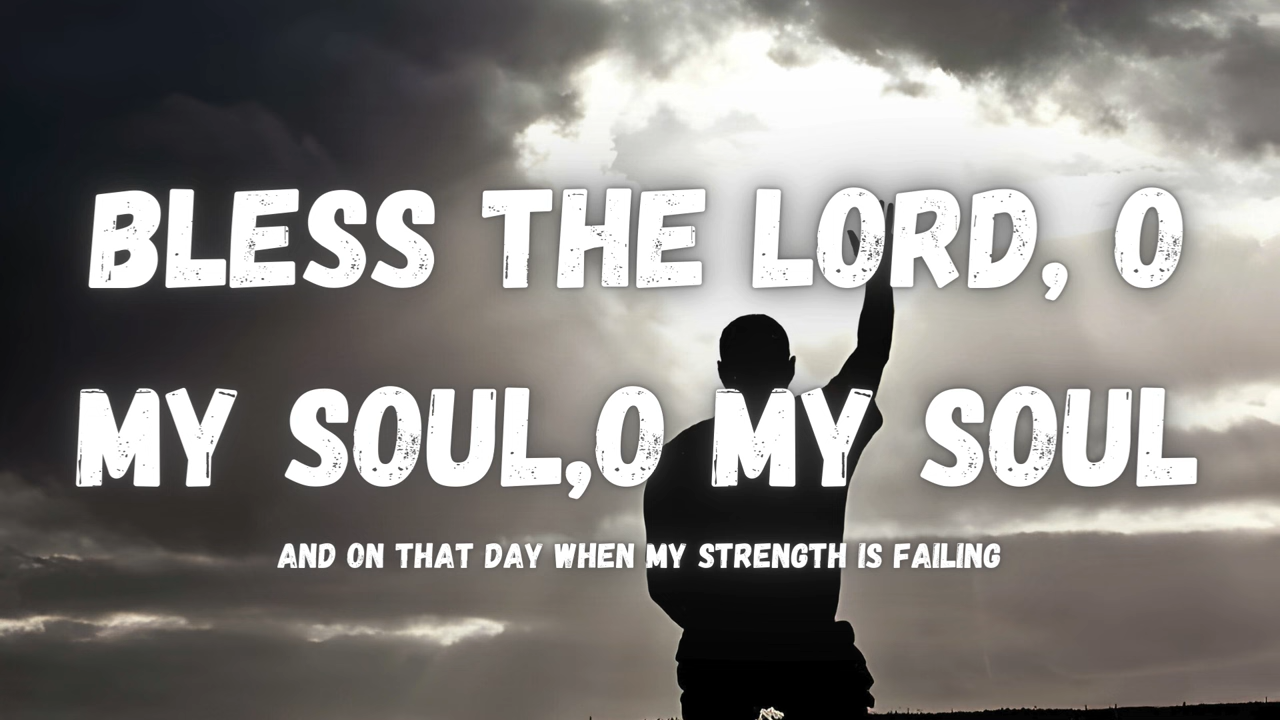 BLESS THE LORD, O
MY SOUL,O MY SOUL
AND ON THAT DAY WHEN MY STRENGTH IS FAILING